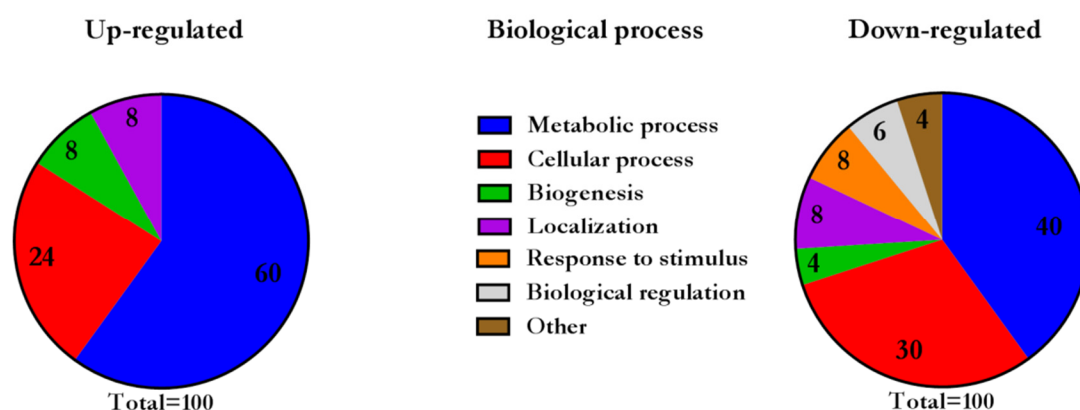 Up-regulated
8
8
24
60
Total=100
Biological process
Metabolic process
Cellular process
Biogenesis
Localization
Response to stimulus
Biological regulation
Other
Down-regulated
4
6
8
8
4
40
30
Total=100